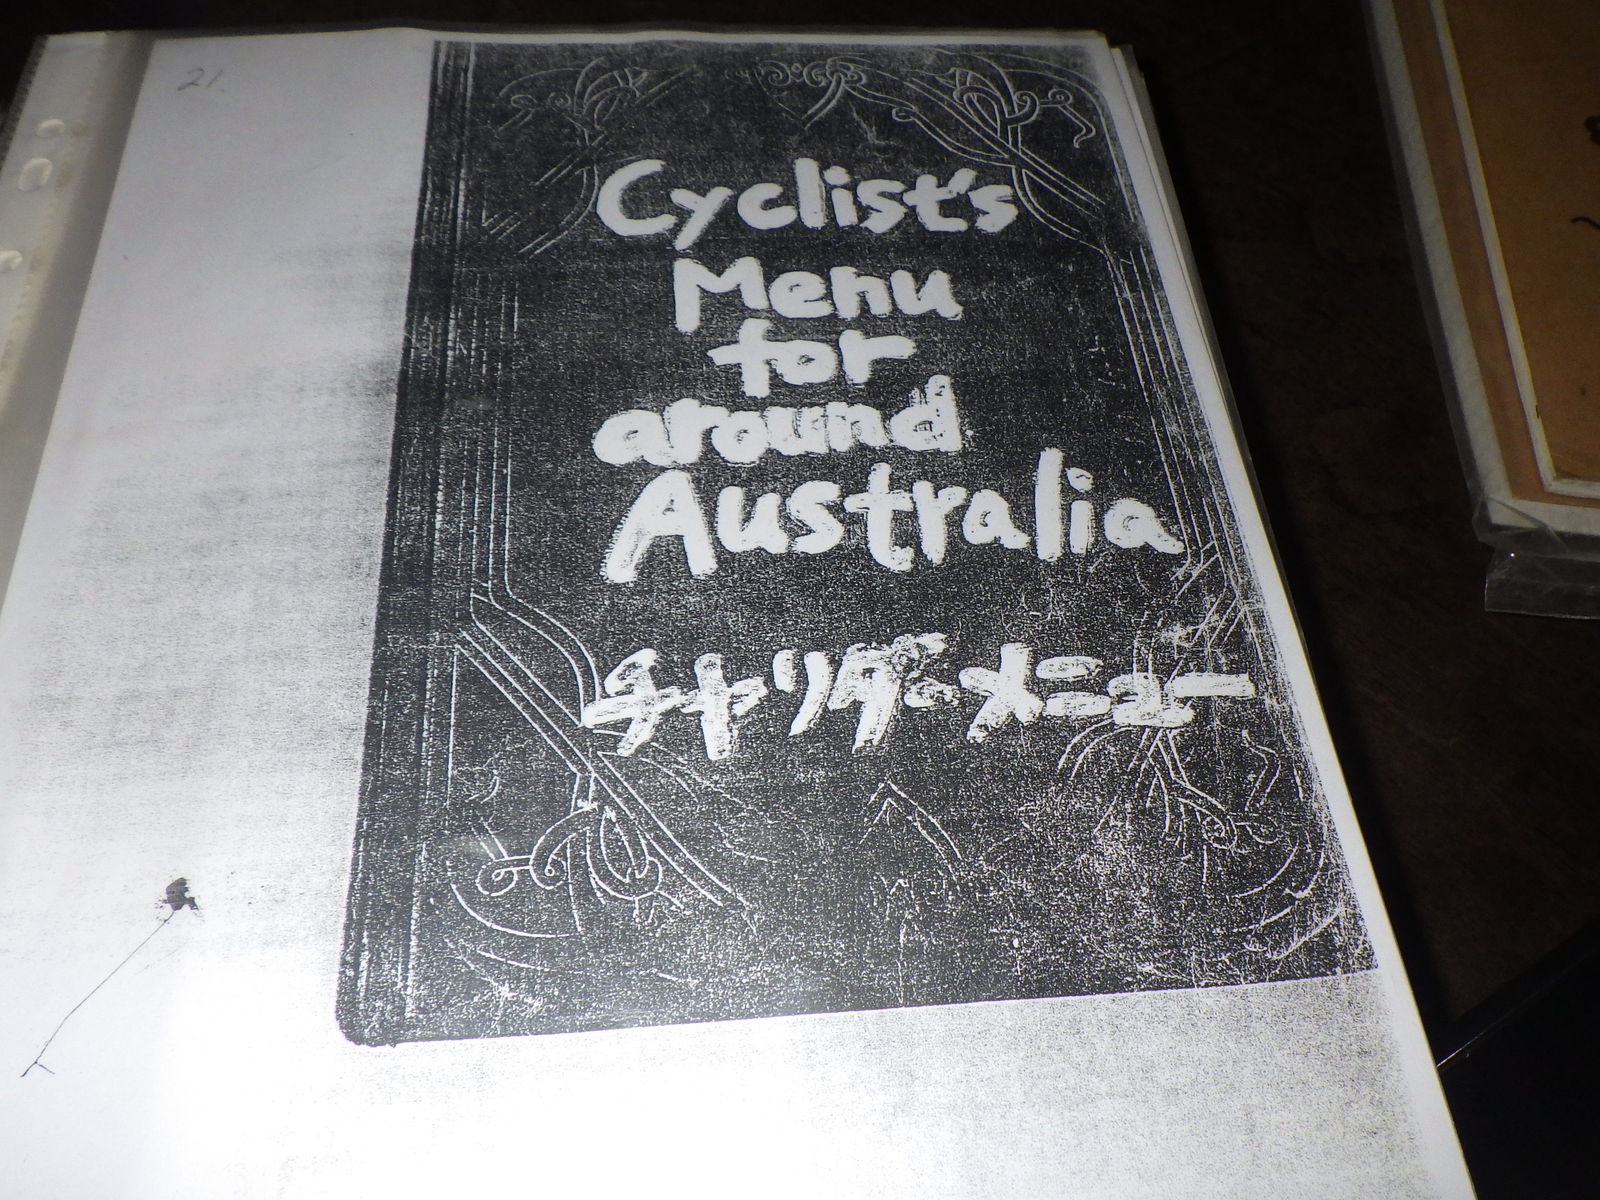 21.
Cyclist's
Menu
for
around
Australia
チャリダーメニュー